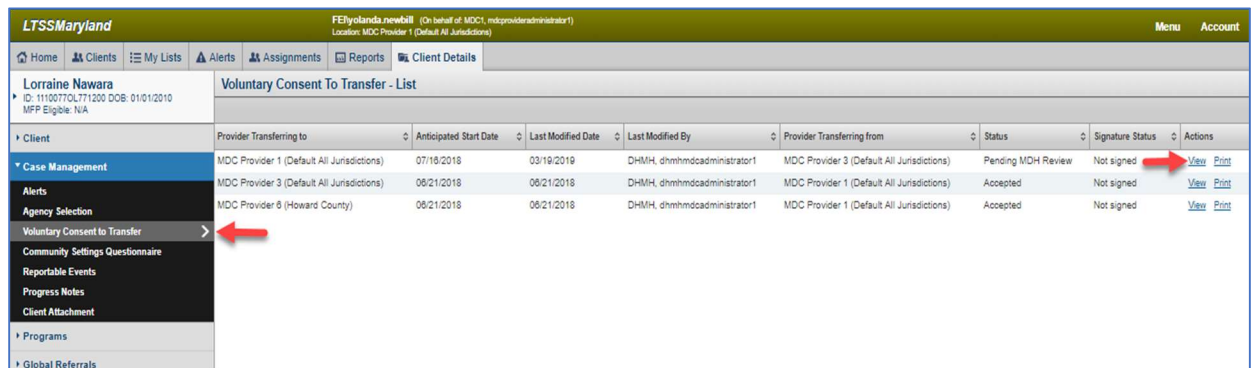 LTSSMaryland
FEI\yolanda.newbill (On behalf of: MDC1, mdcprovideradministrator1)
Location: MDC Provider 1 (Default All Jurisdictions)
Menu Account
Home Clients My Lists Alerts Assignments Reports Client Details
Lorraine Nawara
ID: 1110077OL771200 DOB: 01/01/2010
MFP Eligible: N/A
Voluntary Consent To Transfer - List
Client
Case Management
Alerts
Agency Selection
Voluntary Consent to Transfer
Community Settings Questionnaire
Reportable Events
Progress Notes
Client Attachment
Programs
Global Referrals
Provider Transferring to Anticipated Start Date Last Modified Date Last Modified By Provider Transferring from Status Signature Status Actions
MDC Provider 1 (Default All Jurisdictions) 07/16/2018 03/19/2019 DHMH, dhmhmdcadministrator1 MDC Provider 3 (Default All Jurisdictions) Pending MDH Review Not signed View Print
MDC Provider 3 (Default All Jurisdictions) 06/21/2018 06/21/2018 DHMH, dhmhmdcadministrator1 MDC Provider 1 (Default All Jurisdictions) Accepted Not signed View Print
MDC Provider 6 (Howard County) 06/21/2018 06/21/2018 DHMH, dhmhmdcadministrator1 MDC Provider 1 (Default All Jurisdictions) Accepted Not signed View Print